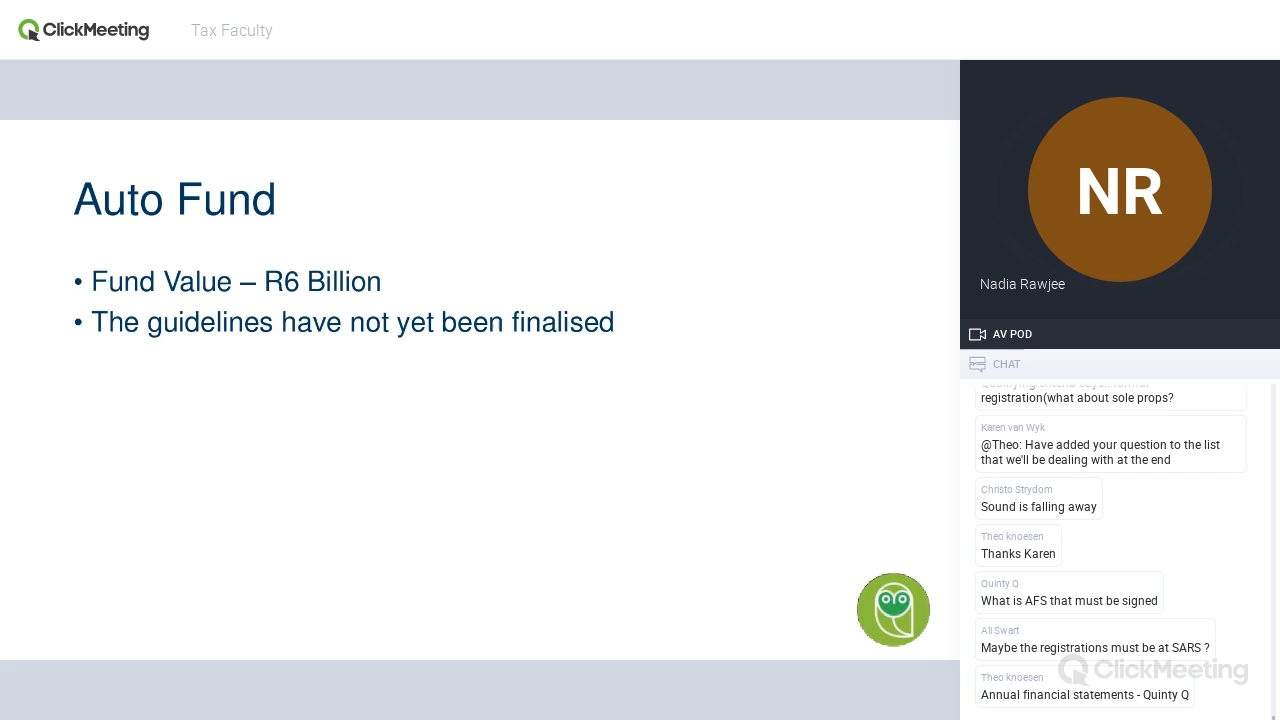 ClickMeeting
Tax Faculty
Auto Fund
• Fund Value – R6 Billion
• The guidelines have not yet been finalised
NR
Nadia Rawjee
AV POD
CHAT
registration(what about sole props?
Karen van Wyk
@Theo: Have added your question to the list
that we'll be dealing with at the end
Christo Strydom
Sound is falling away
Theo knoesen
Thanks Karen
Quinty Q
What is AFS that must be signed
Ali Swart
Maybe the registrations must be at SARS ?
Theo knoesen
Annual financial statements - Quinty Q
ClickMeeting